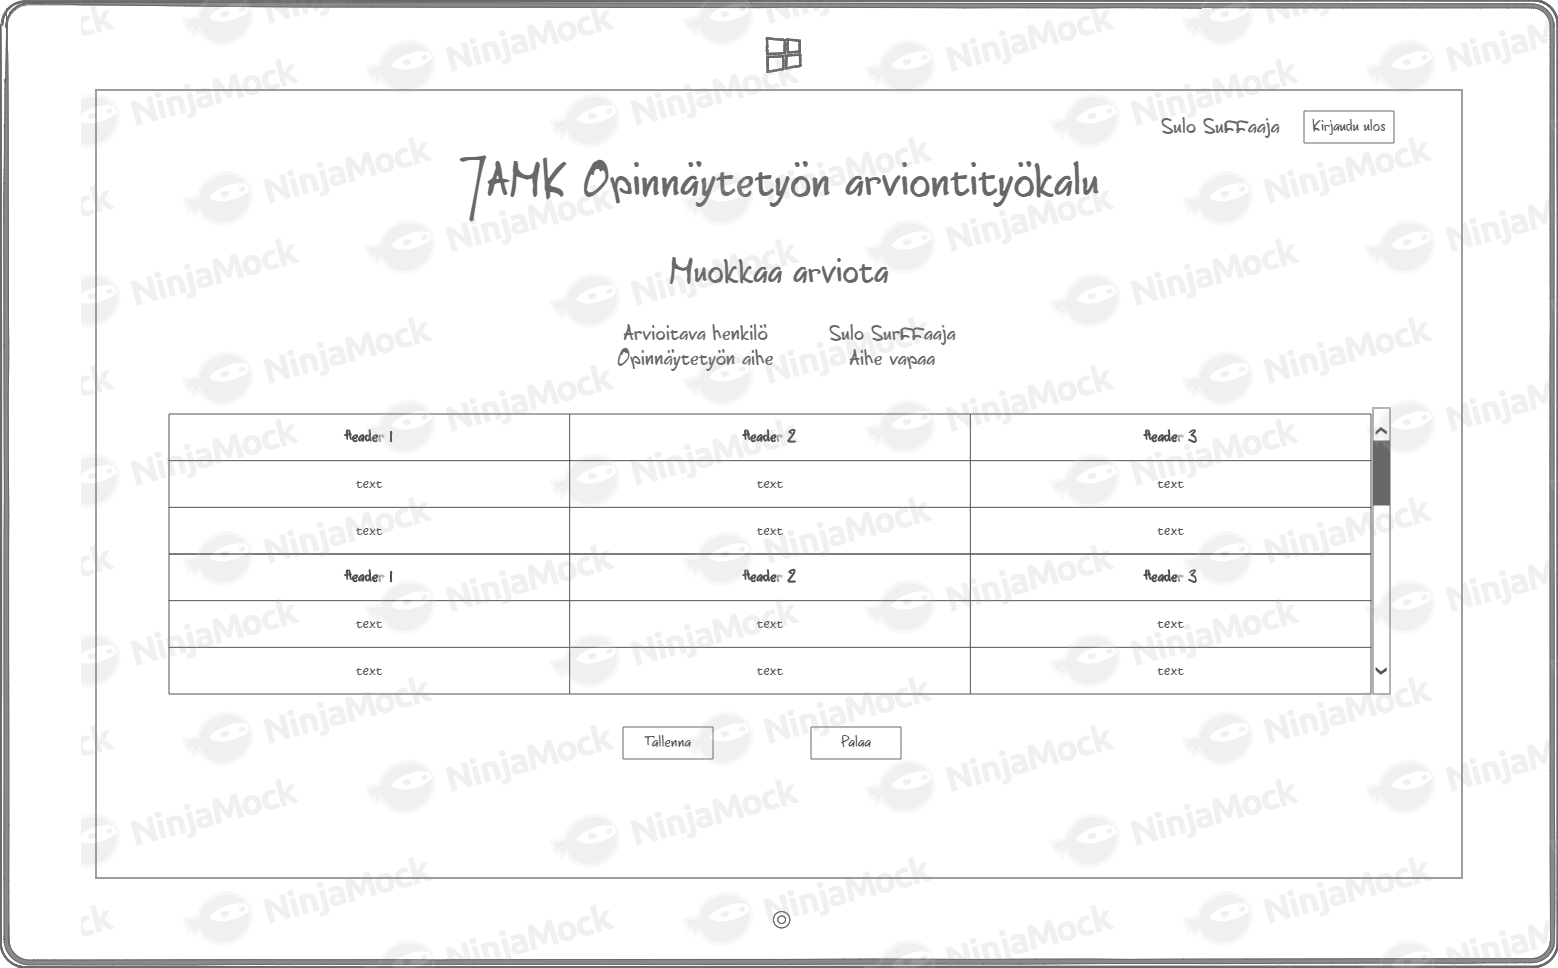 Sulo Suffaaja Kirjaudu ulos
JAMK Opinnäytetyön arviontityökalu
Muokkaa arviota
Arvioitava henkilö Sulo Surffaaja
Opinnäytetyön aihe Aihe vapaa
Header 1 Header 2 Header 3
text text text
text text text
Header 1 Header 2 Header 3
text text text
text text text
Tallenna Palaa
NinjaMock